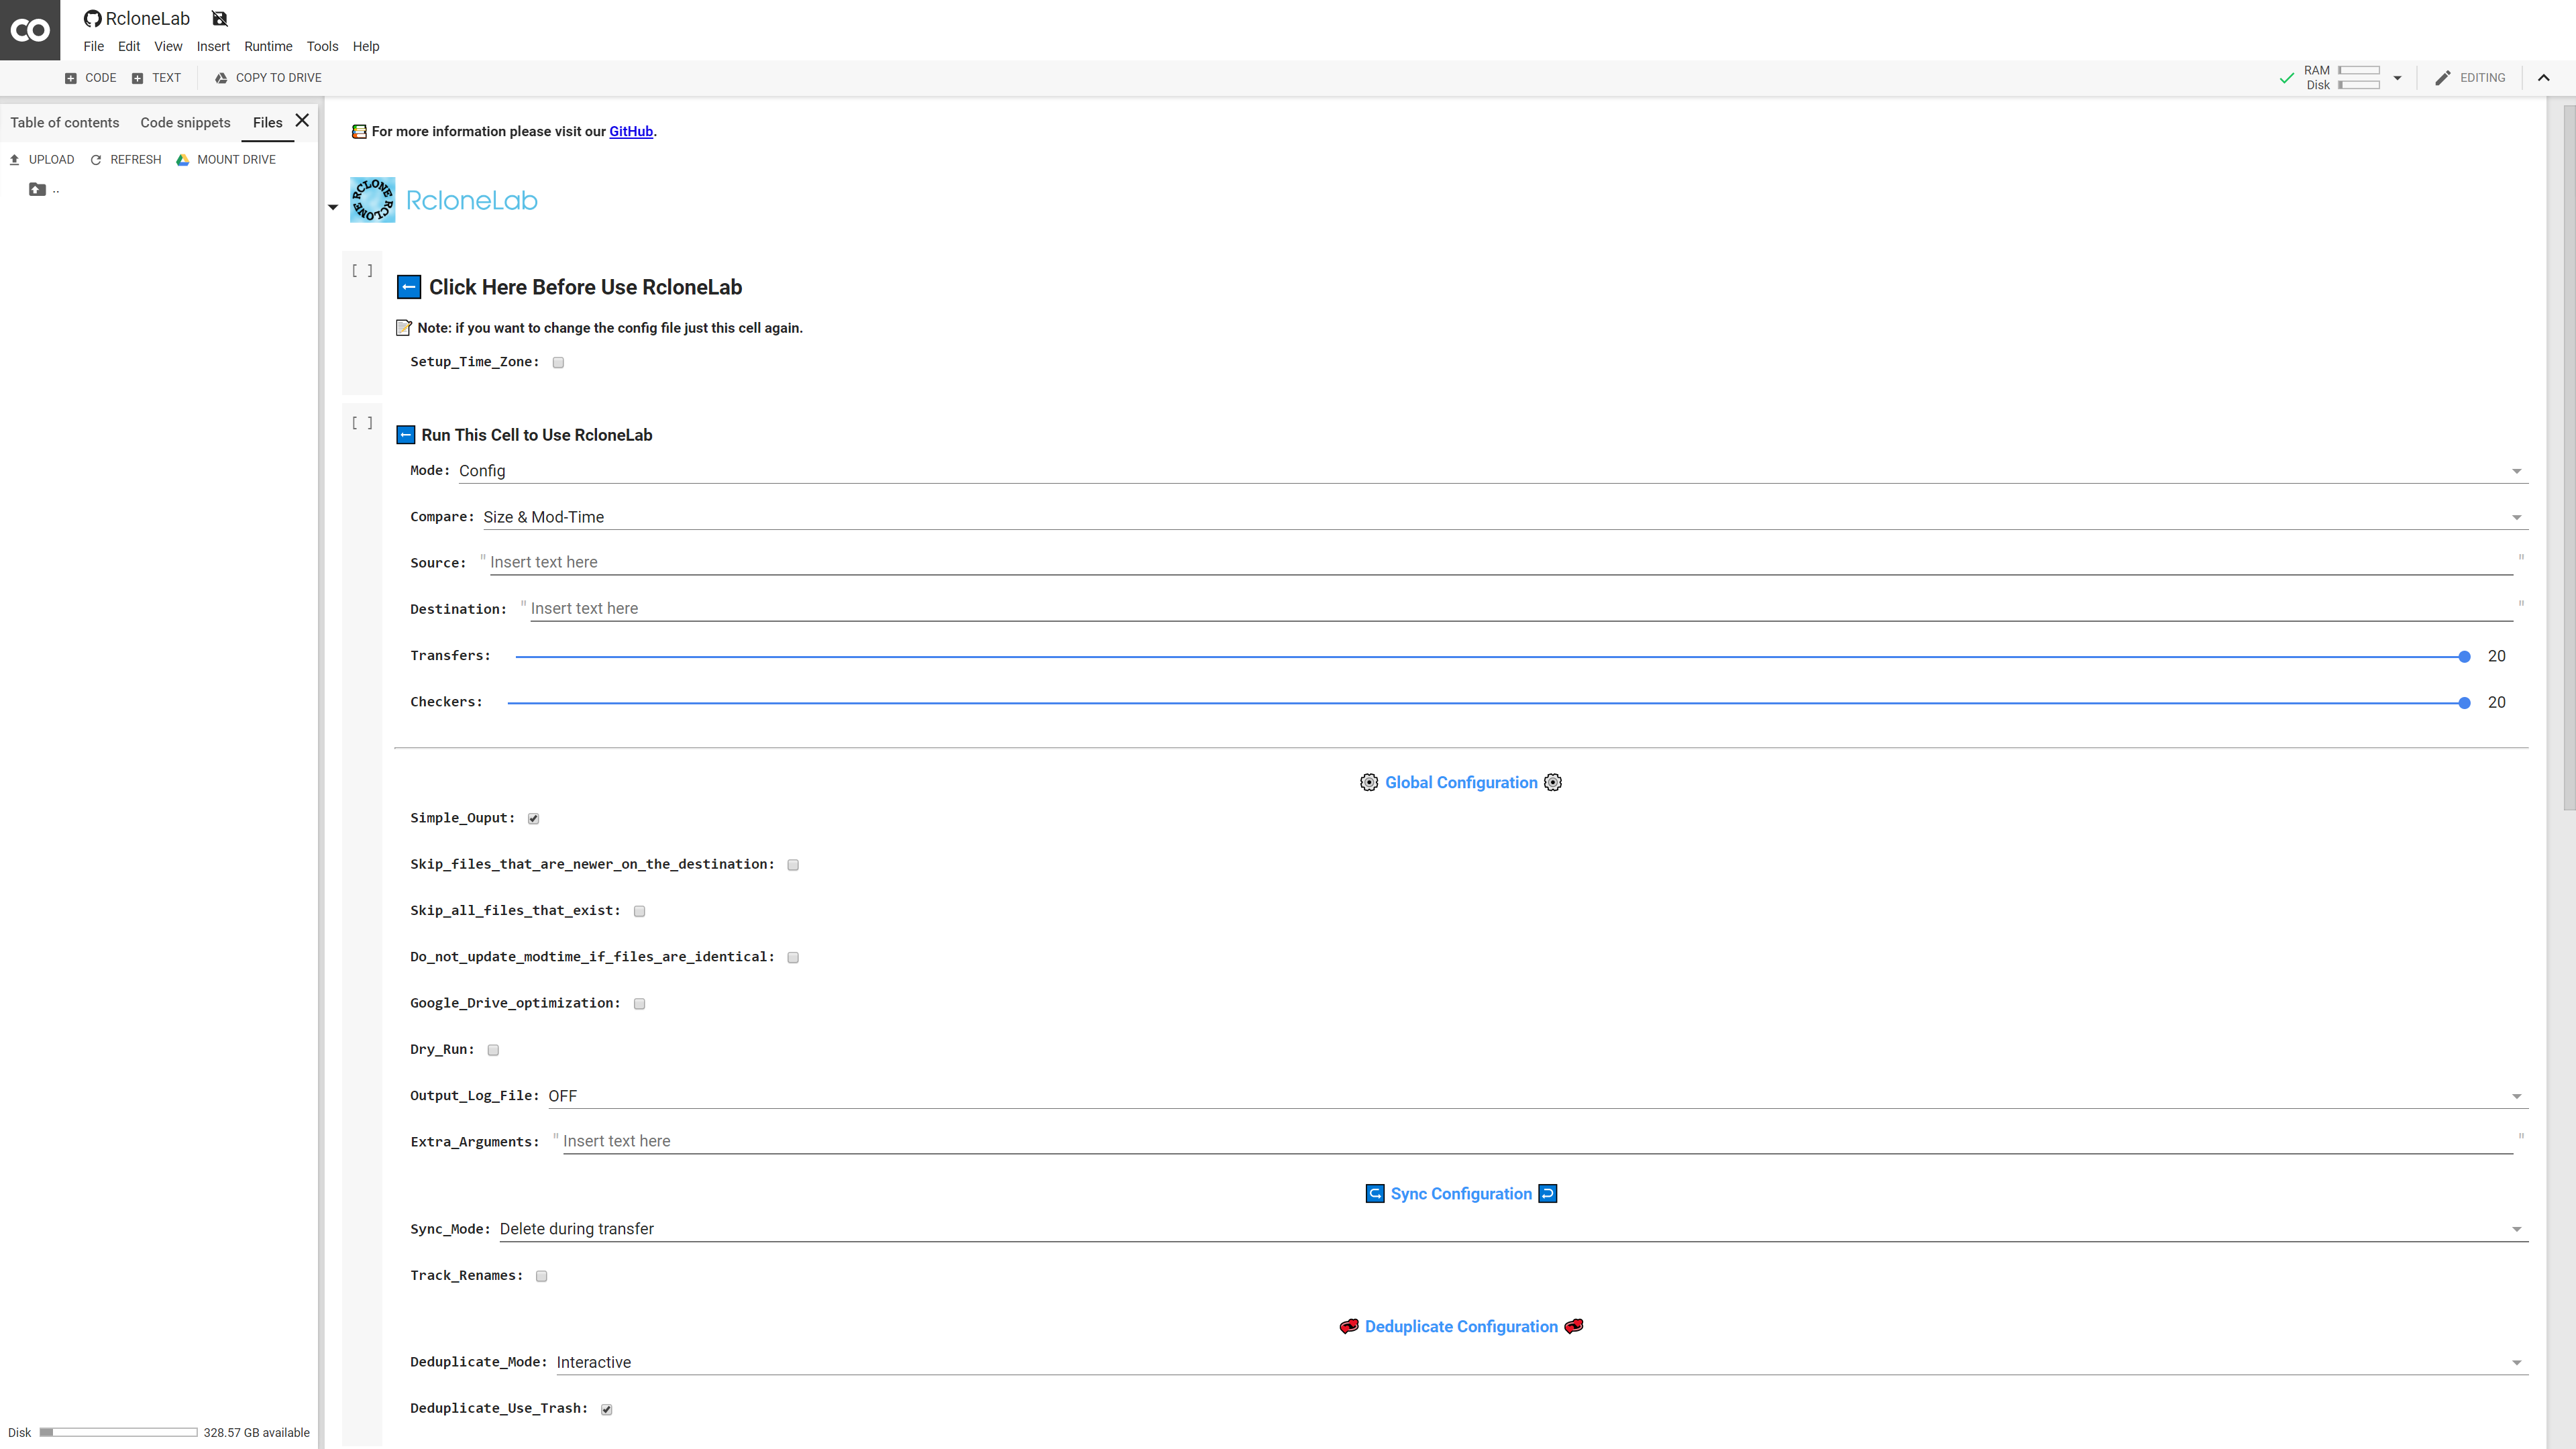 RcloneLab
File Edit View Insert Runtime Tools Help
CODE TEXT COPY TO DRIVE
RAM
Disk
EDITING
Table of contents Code snippets Files
UPLOAD REFRESH MOUNT DRIVE
..
For more information please visit our GitHub.
RCLONE RCLONE
RcloneLab
[ ]
Click Here Before Use RcloneLab
Note: if you want to change the config file just this cell again.
Setup_Time_Zone:
[ ]
Run This Cell to Use RcloneLab
Mode: Config
Compare: Size & Mod-Time
Source: " Insert text here "
Destination: " Insert text here "
Transfers: 20
Checkers: 20
Global Configuration
Simple_Ouput:
Skip_files_that_are_newer_on_the_destination:
Skip_all_files_that_exist:
Do_not_update_modtime_if_files_are_identical:
Google_Drive_optimization:
Dry_Run:
Output_Log_File: OFF
Extra_Arguments: " Insert text here "
Sync Configuration
Sync_Mode: Delete during transfer
Track_Renames:
Deduplicate Configuration
Deduplicate_Mode: Interactive
Deduplicate_Use_Trash:
Disk 328.57 GB available